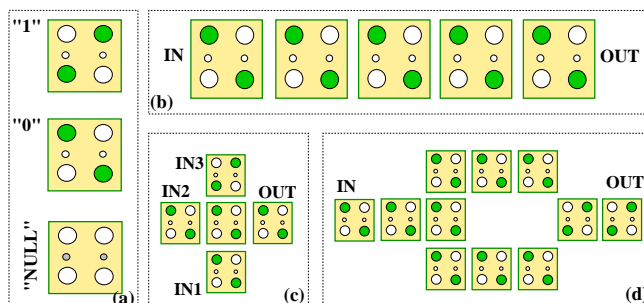 "1"
"0"
"NULL"
(a)
IN
OUT
(b)
IN3
IN2
OUT
IN1
(c)
IN
OUT
(d)